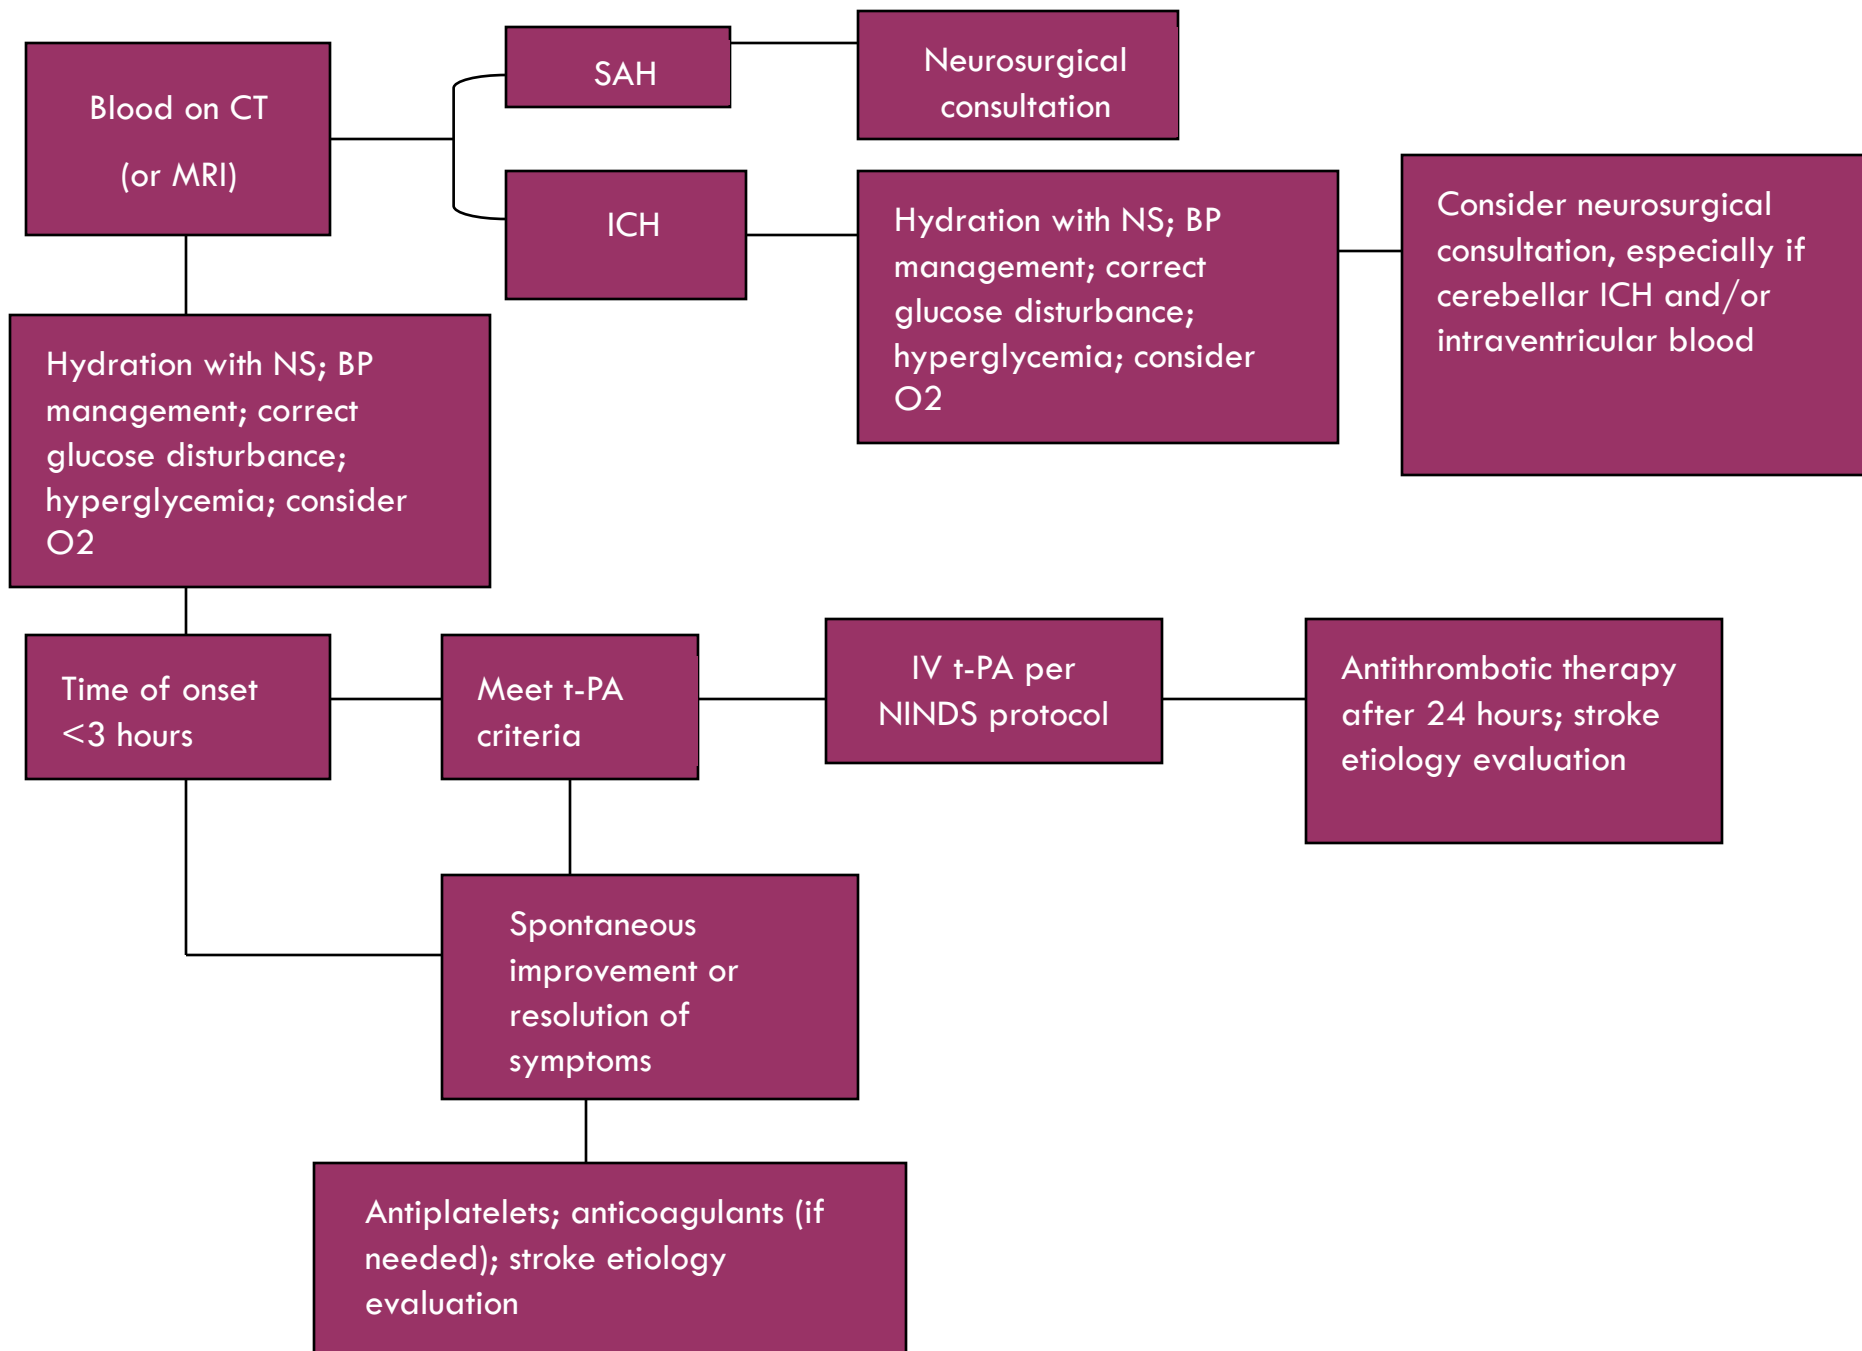 Blood on CT
(or MRI)
SAH
Neurosurgical
consultation
ICH
Hydration with NS; BP
management; correct
glucose disturbance;
hyperglycemia; consider
O2
Consider neurosurgical
consultation, especially if
cerebellar ICH and/or
intraventricular blood
Hydration with NS; BP
management; correct
glucose disturbance;
hyperglycemia; consider
O2
Time of onset
<3 hours
Meet t-PA
criteria
IV t-PA per
NINDS protocol
Antithrombotic therapy
after 24 hours; stroke
etiology evaluation
Spontaneous
improvement or
resolution of
symptoms
Antiplatelets; anticoagulants (if
needed); stroke etiology
evaluation